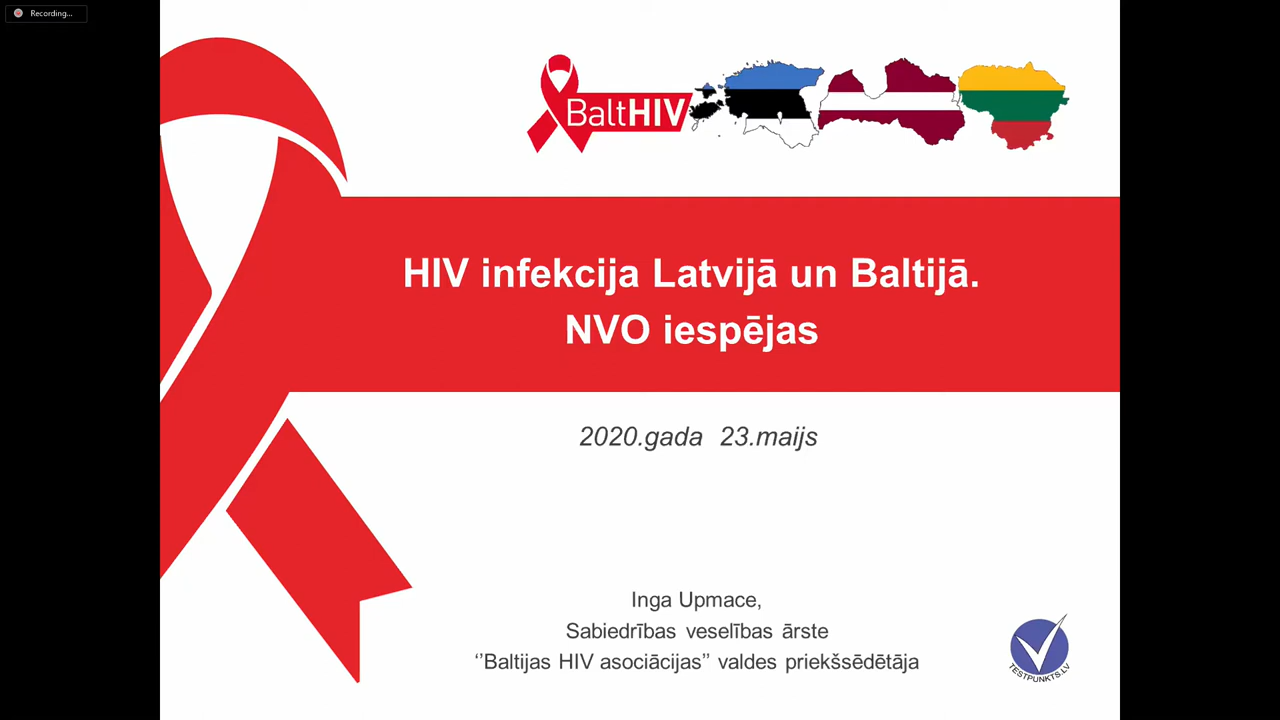 Recording...
BaltHIV
HIV infekcija Latvijā un Baltijā.
NVO iespējas
2020.gada 23.maijs
Inga Upmace,
Sabiedrības veselības ārste
‘’Baltijas HIV asociācijas’’ valdes priekšsēdētāja
TESTPUNKTS.LV